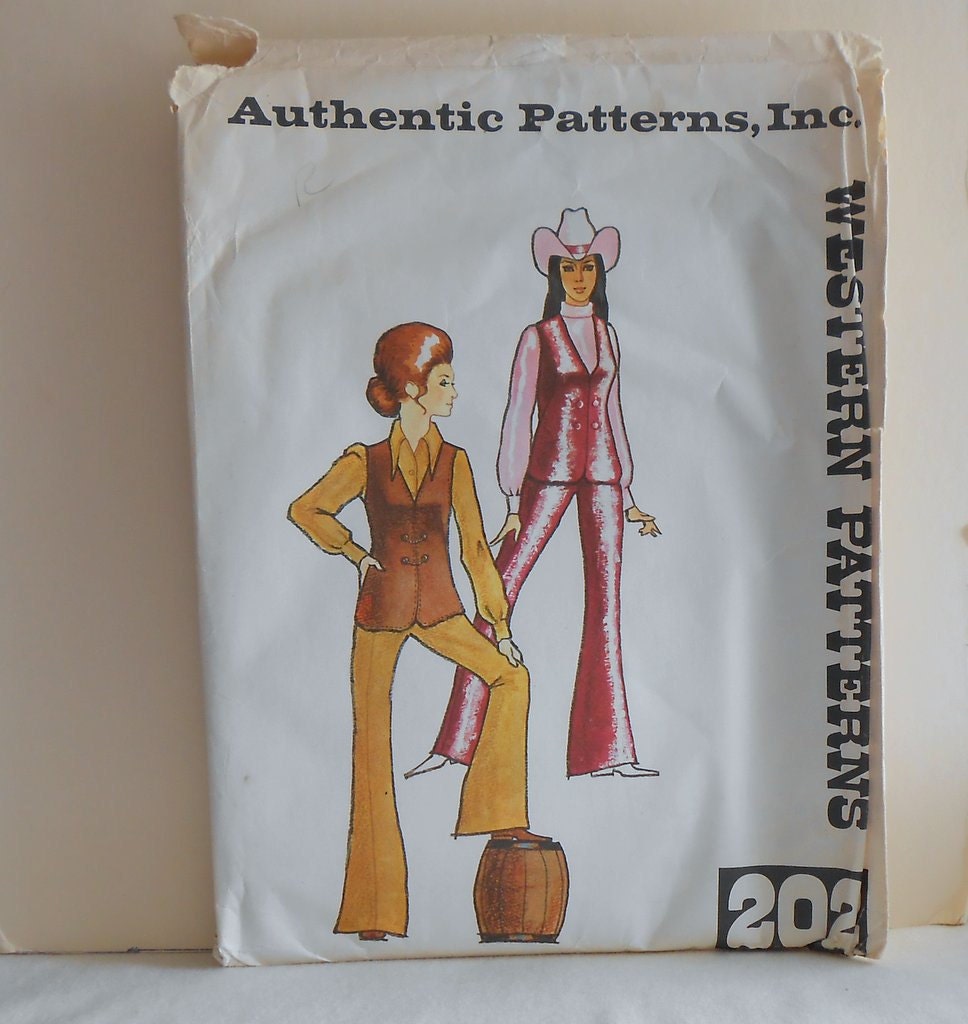 Authentic Patterns, Inc.
WESTERN PATTERNS
202
R